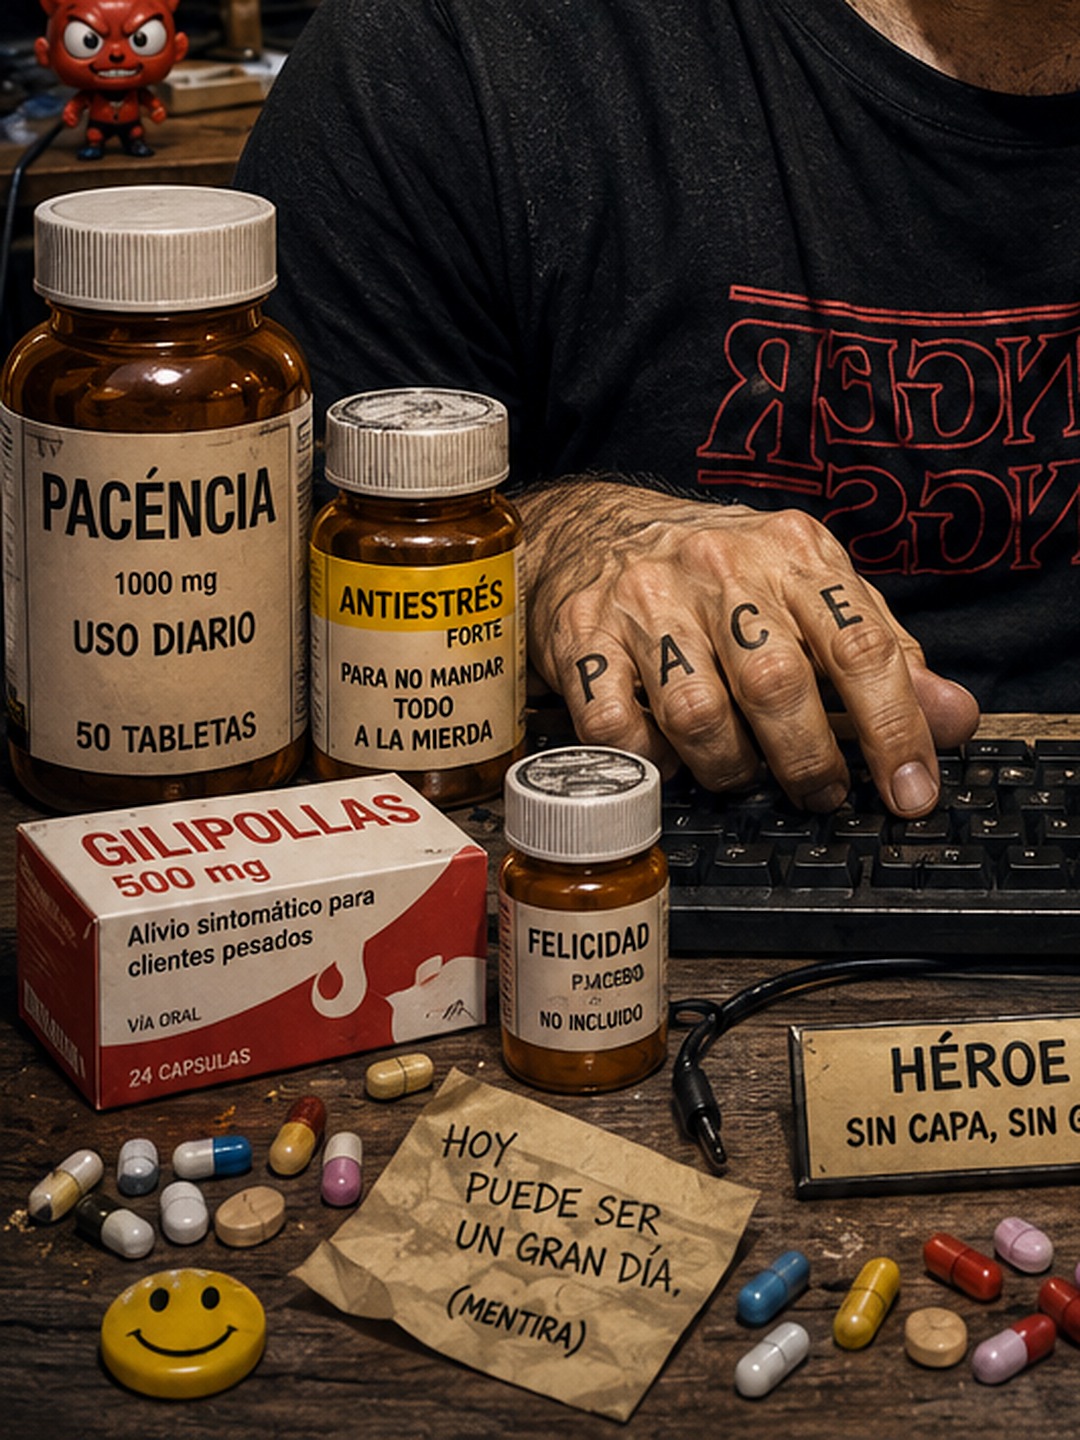 PACÉNCIA
1000 mg
USO DIARIO
50 TABLETAS
ANTIESTRÉS
FORTE
PARA NO MANDAR
TODO
A LA MIERDA
PACE
GILIPOLLAS
500 mg
Alivio sintomático para
clientes pesados
VÍA ORAL
24 CAPSULAS
FELICIDAD
NO INCLUIDO
HÉROE
SIN CAPA, SIN G
HOY
PUEDE SER
UN GRAN DÍA,
(MENTIRA)